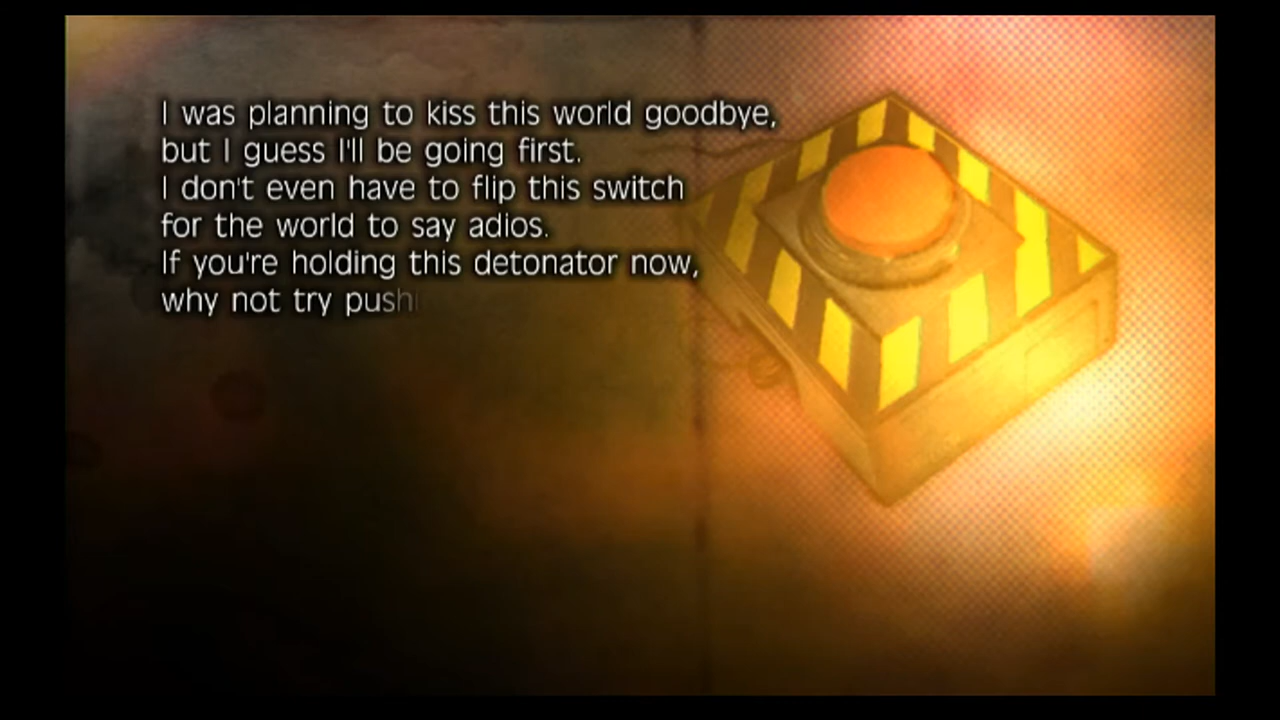 I was planning to kiss this world goodbye,
but I guess I'll be going first.
I don't even have to flip this switch
for the world to say adios.
If you're holding this detonator now,
why not try push